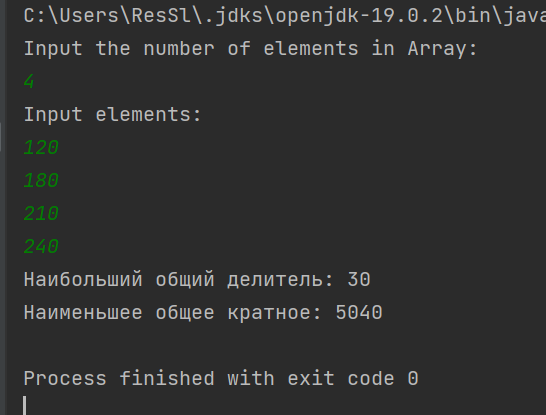 C:\Users\ResSl\.jdks\openjdk-19.0.2\bin\java
Input the number of elements in Array:
4
Input elements:
120
180
210
240
Наибольший общий делитель: 30
Наименьшее общее кратное: 5040
Process finished with exit code 0